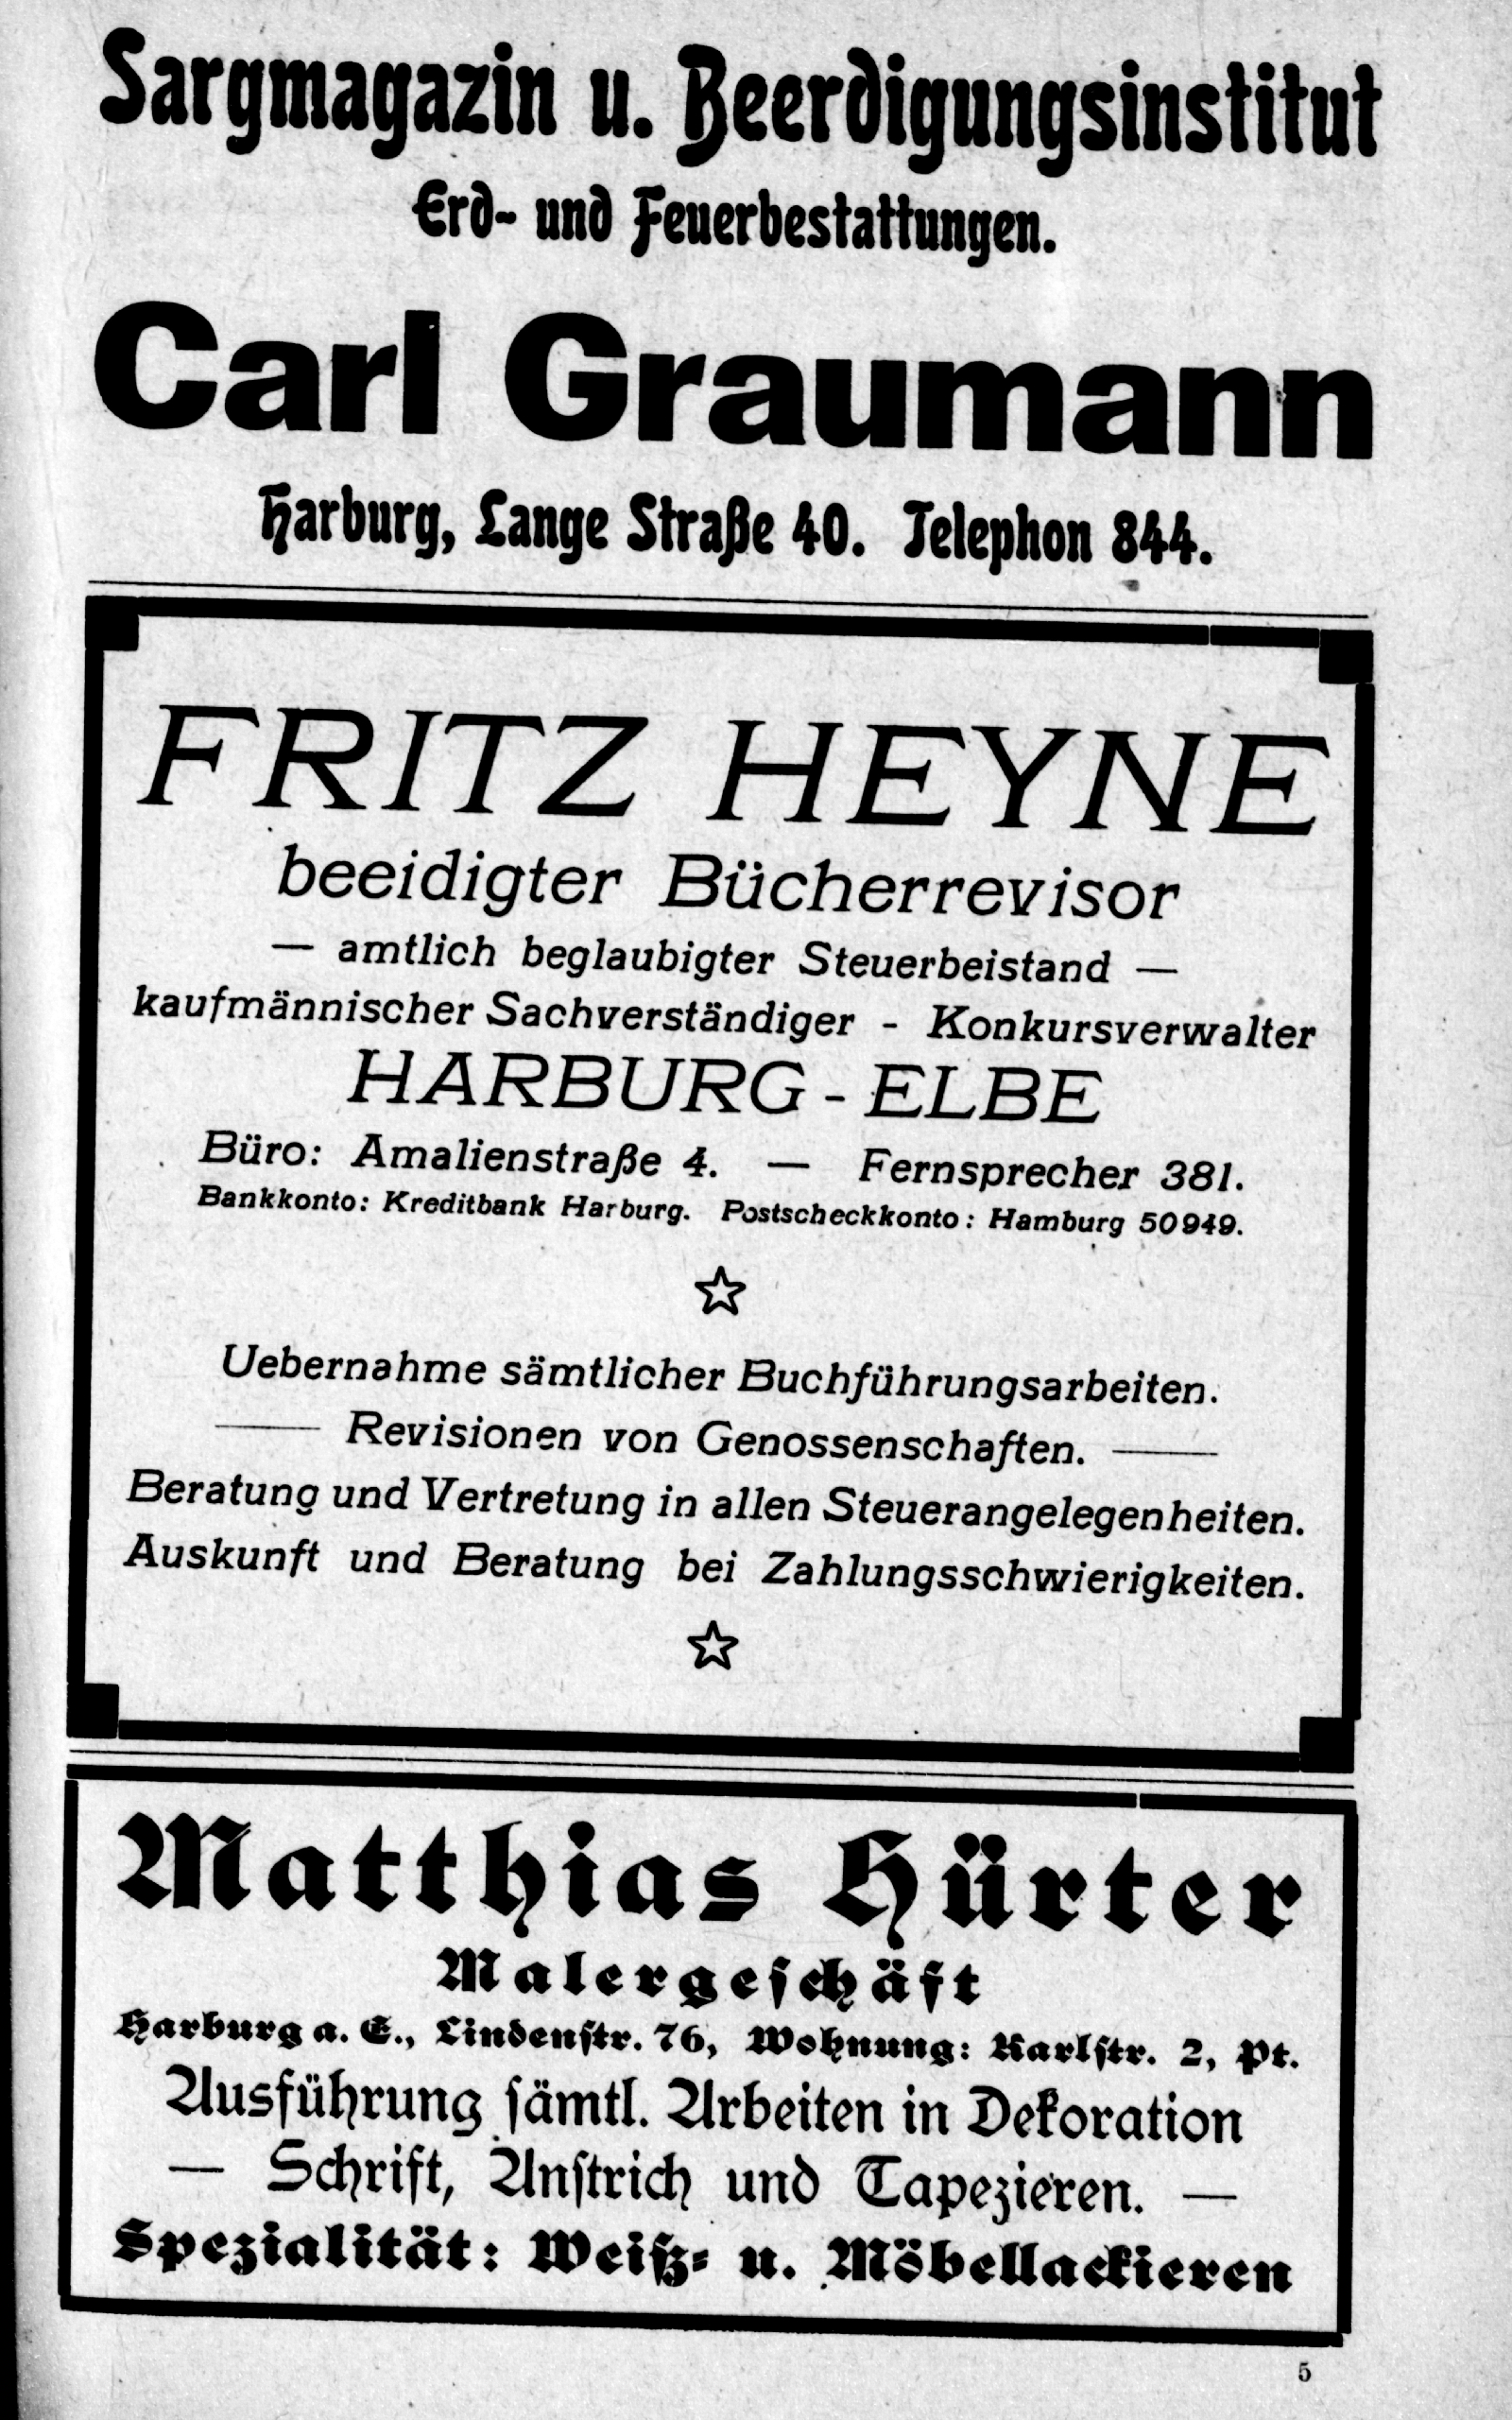 Sargmagazin u. Beerdigungsinstitut
Erd- und Feuerbestattungen.
Carl Graumann
Harburg, Lange Straße 40. Telephon 844.
FRITZ HEYNE
beeidigter Bücherrevisor
— amtlich beglaubigter Steuerbeistand —
kaufmännischer Sachverständiger - Konkursverwalter
HARBURG - ELBE
Büro: Amalienstraße 4. — Fernsprecher 381.
Bankkonto: Kreditbank Harburg. Postscheckkonto: Hamburg 50949.
Uebernahme sämtlicher Buchführungsarbeiten.
— Revisionen von Genossenschaften. —
Beratung und Vertretung in allen Steuerangelegenheiten.
Auskunft und Beratung bei Zahlungsschwierigkeiten.
Matthias Hürter
Malergeschäft
Harburg a. E., Lindenstr. 76, Wohnung: Karlstr. 2, Pt.
Ausführung sämtl. Arbeiten in Dekoration
— Schrift, Anstrich und Tapezieren. —
Spezialität: Weiß- u. Möbellackieren
5